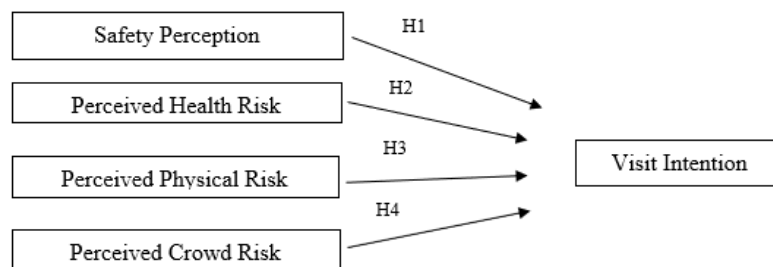 H1
Safety Perception
H2
Perceived Health Risk
H3
Visit Intention
Perceived Physical Risk
H4
Perceived Crowd Risk